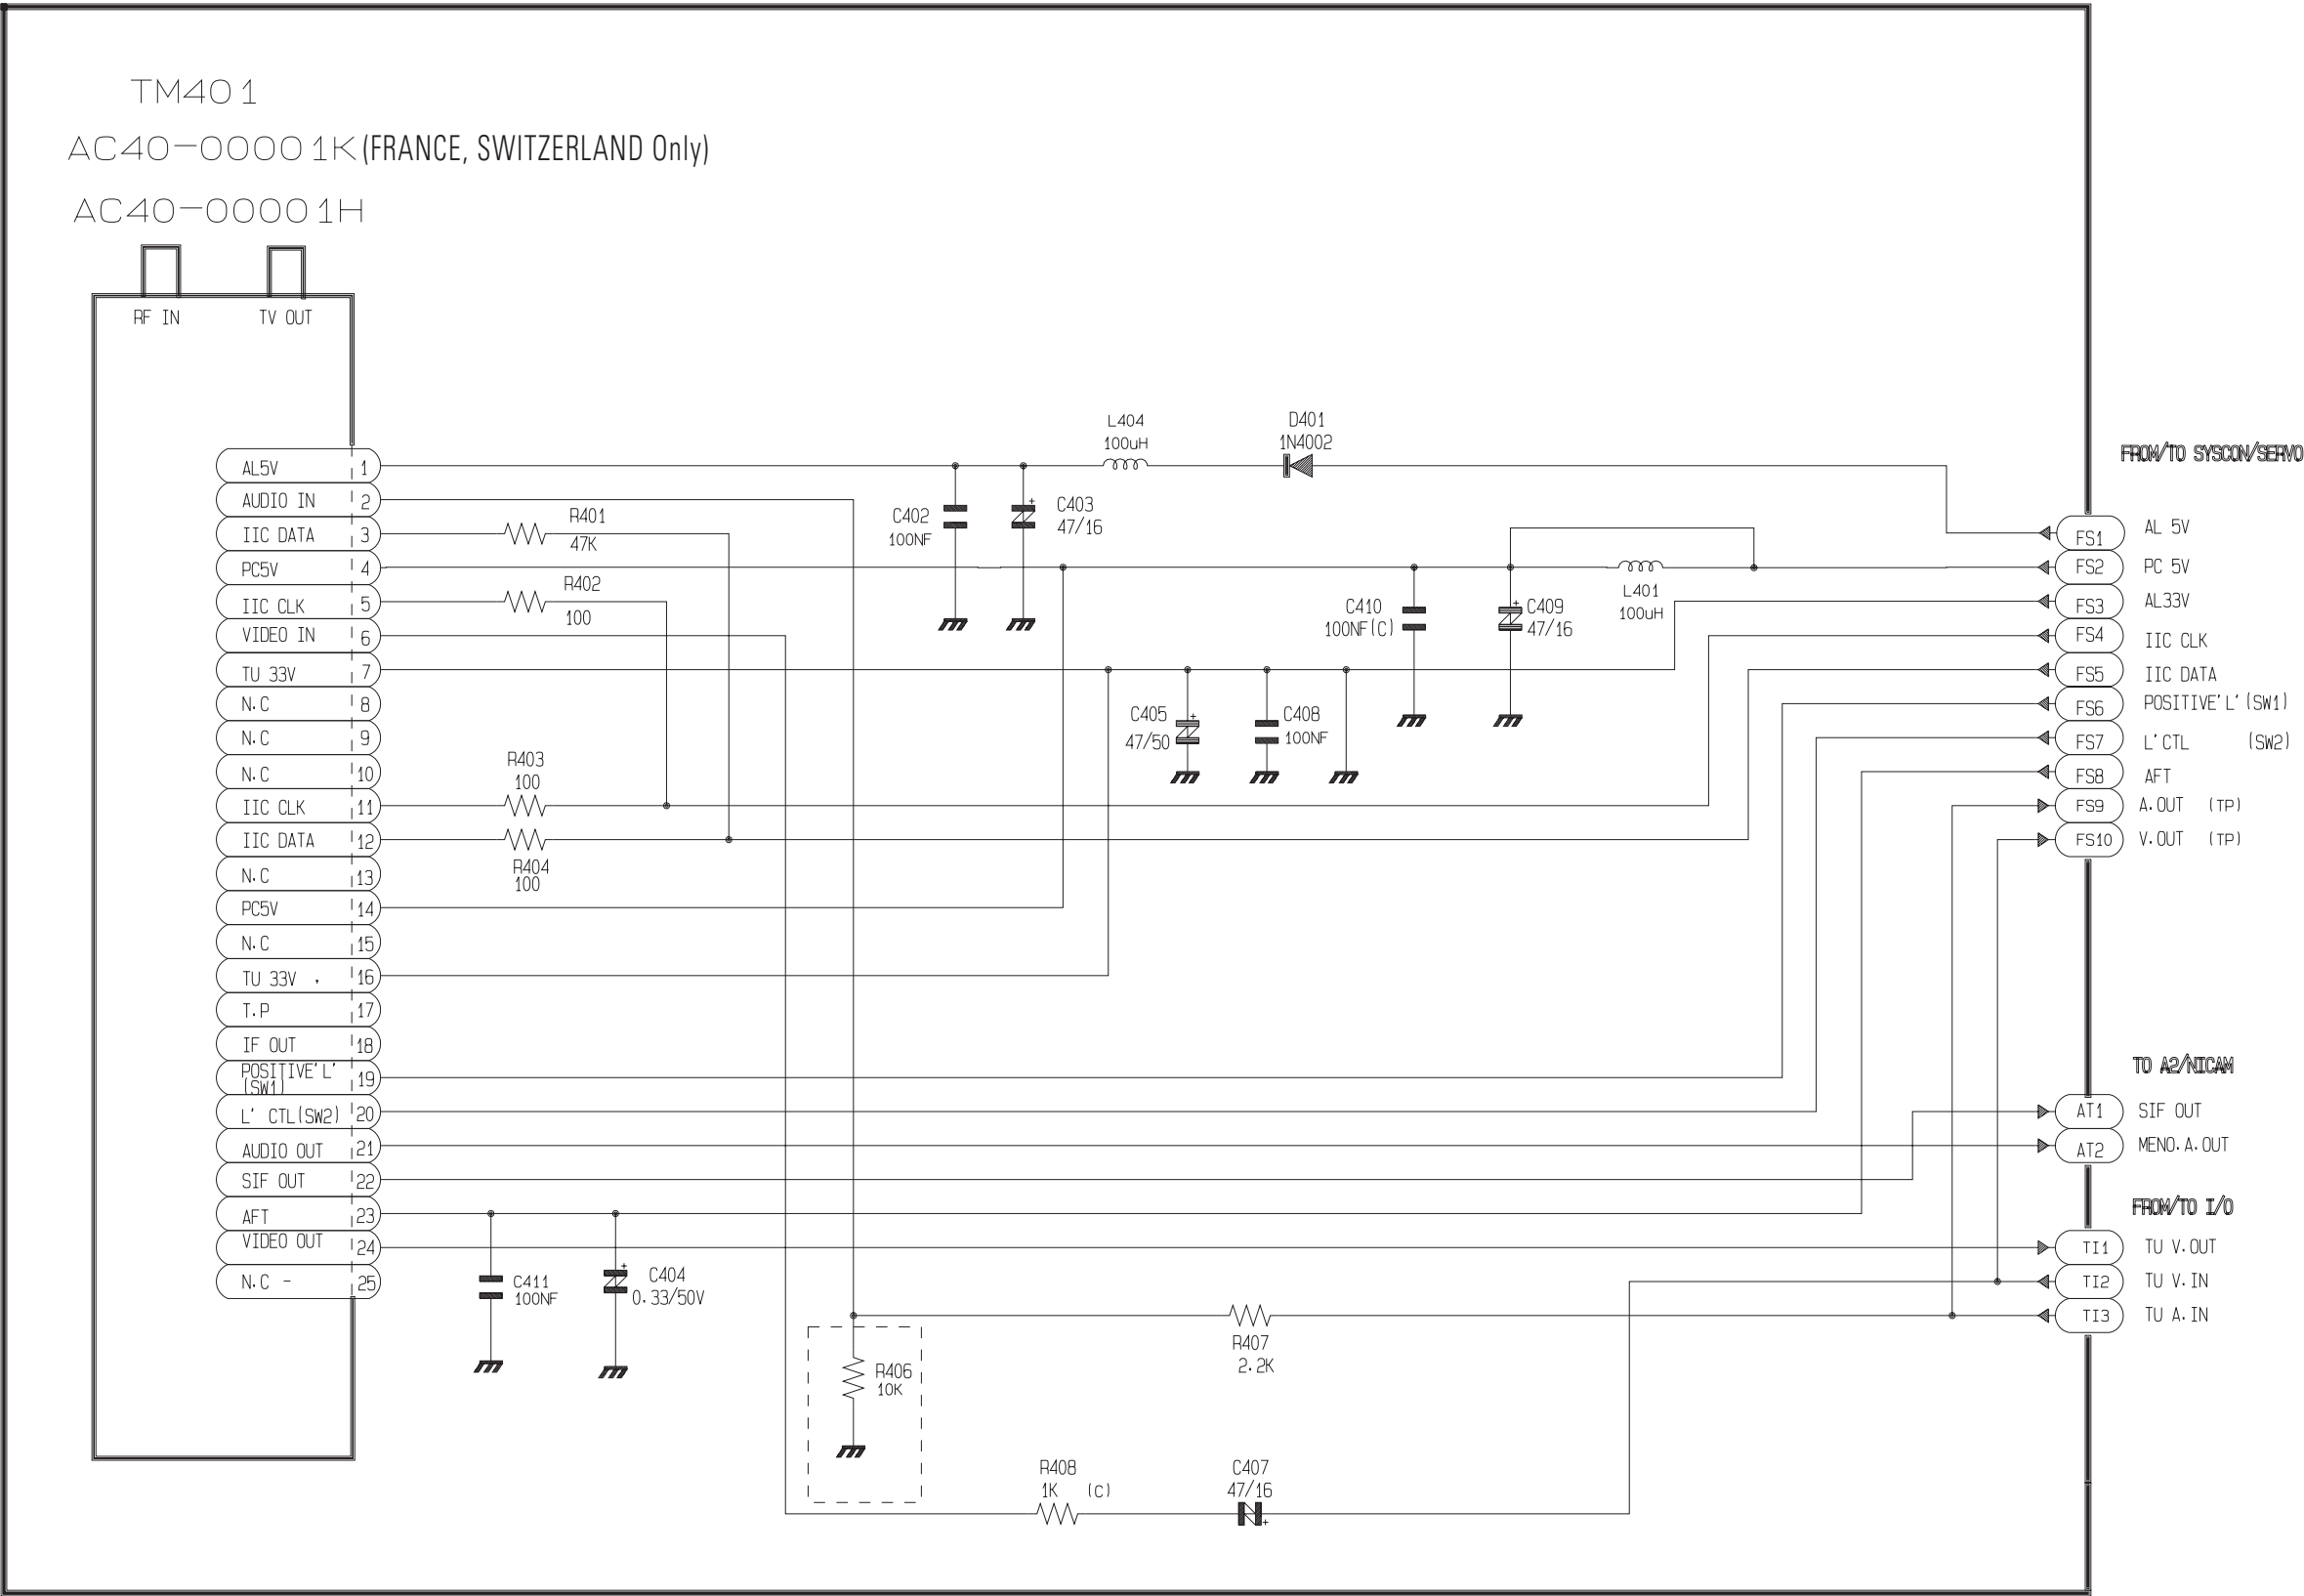 TM401
AC40-00001K(FRANCE, SWITZERLAND Only)
AC40-00001H
RF IN
TV OUT
AL5V 1
AUDIO IN 2
IIC DATA 3
PC5V 4
IIC CLK 5
VIDEO IN 6
TU 33V 7
N.C 8
N.C 9
N.C 10
IIC CLK 11
IIC DATA 12
N.C 13
PC5V 14
N.C 15
TU 33V 16
T.P 17
IF OUT 18
POSITIVE'L'
(SW1) 19
L' CTL(SW2) 20
AUDIO OUT 21
SIF OUT 22
AFT 23
VIDEO OUT 24
N.C - 25
R401
47K
R402
100
R403
100
R404
100
L404
100uH
D401
1N4002
C402
100NF
+
C403
47/16
C410
100NF(C)
+
C409
47/16
L401
100uH
C405
47/50
+
C408
100NF
C411
100NF
+
C404
0.33/50V
R406
10K
R407
2.2K
R408
1K (C)
C407
47/16
+
FROM/TO SYSCON/SERVO
FS1 AL 5V
FS2 PC 5V
FS3 AL33V
FS4 IIC CLK
FS5 IIC DATA
FS6 POSITIVE'L'(SW1)
FS7 L'CTL (SW2)
FS8 AFT
FS9 A.OUT (TP)
FS10 V.OUT (TP)
TO A2/NICAM
AT1 SIF OUT
AT2 MENO.A.OUT
FROM/TO I/O
TI1 TU V.OUT
TI2 TU V.IN
TI3 TU A.IN